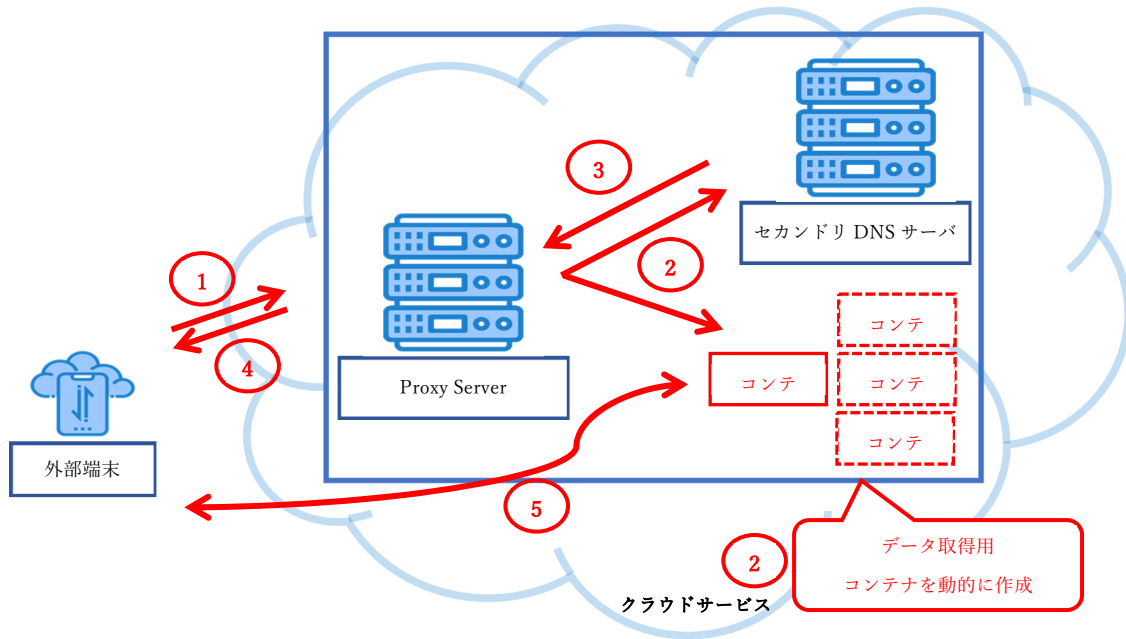 3
セカンドリ DNS サーバ
2
1
コンテ
4
Proxy Server
コンテ
コンテ
コンテ
外部端末
5
データ取得用
2
コンテナを動的に作成
クラウドサービス